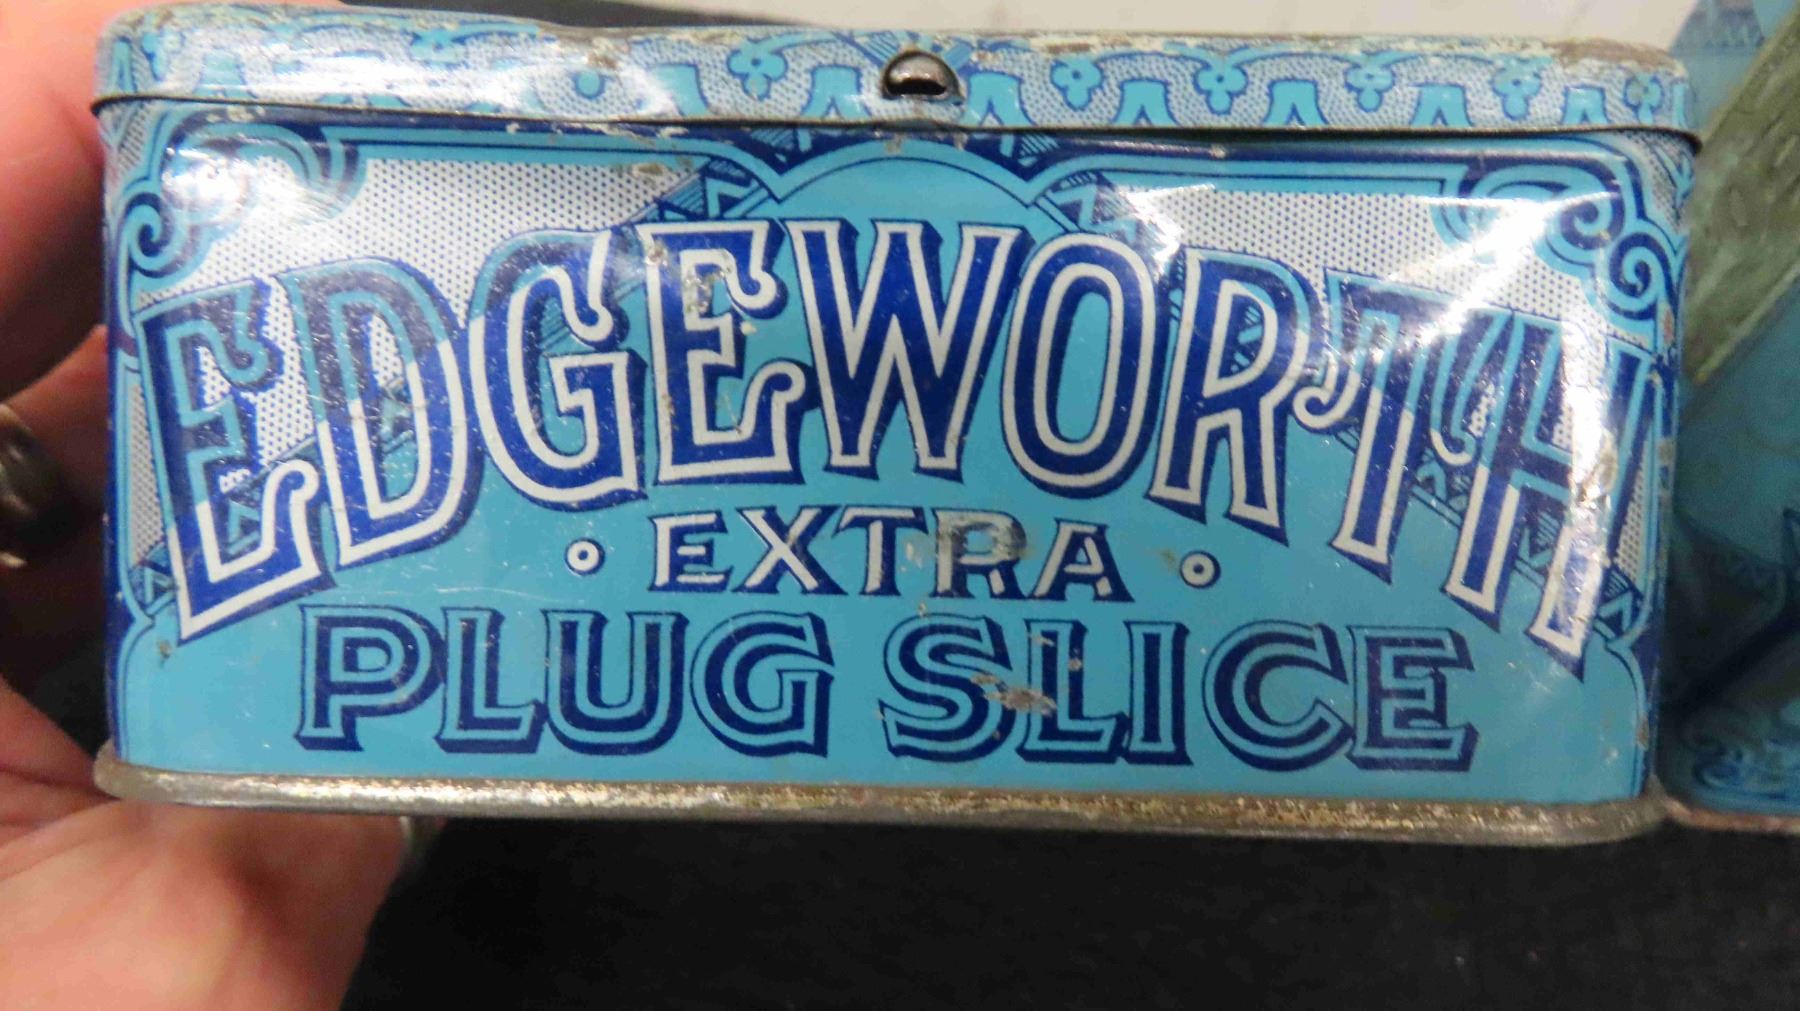 EDGEWORTH
· EXTRA ·
PLUG SLICE